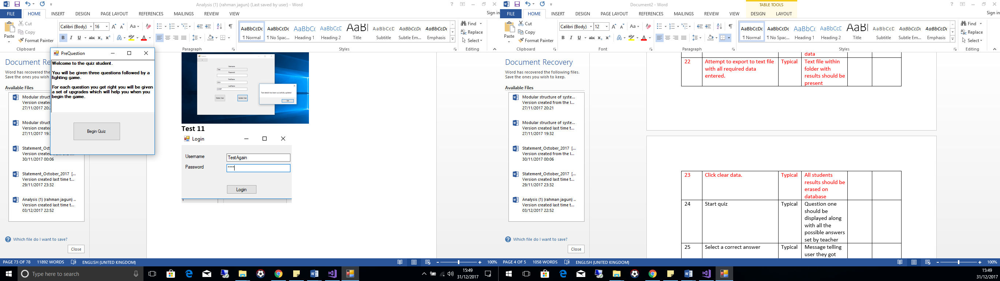 Analysis (1) (rahman jagun) (Last saved by user) - Word
FILE HOME INSERT DESIGN PAGE LAYOUT REFERENCES MAILINGS REVIEW VIEW Sign in
Paste Cut Copy Format Painter
Calibri (Body) 16
AaBbCcDc AaBbCcDc AaBbCc AaBbCcD AaBl AaBbCcD AaBbCcDc AaBbCcDc
¶ Normal ¶ No Spac... Heading 1 Heading 2 Title Subtitle Subtle Em... Emphasis
Find Replace Select
Clipboard Paragraph Styles Editing
PreQuestion
Welcome to the quiz student.
You will be given three questions followed by a
fighting game.
For each question you get right you will be given
a set of upgrades which will help you when you
begin the game.
Begin Quiz
Document Re
Word has recovered the
Save the ones you wish
Available Files
Modular struct
Version created
27/11/2017 20:2
Modular struct
Version created
27/11/2017 19:3
Statement_Oct
Version created from the l...
30/11/2017 00:06
Statement_October_2017 [...
Version created last time t...
29/11/2017 23:32
Analysis (1) (rahman jagun) ..
Version created last time t...
03/12/2017 22:52
Which file do I want to save?
Close
Details
Username
Test
Password
FirstName
AQA
LastName
COMP
Delete User Update User
Test details has been succesfully updated
OK
Test 11
Login
Username TestAgain
Password ****
Login
PAGE 73 OF 78 11892 WORDS ENGLISH (UNITED KINGDOM) 100%
Type here to search
15:49
31/12/2017
Document2 - Word
TABLE TOOLS
FILE HOME INSERT DESIGN PAGE LAYOUT REFERENCES MAILINGS REVIEW VIEW DESIGN LAYOUT Sign in
Paste Cut Copy Format Painter
Calibri (Body) 12
AaBbCcDc AaBbCcDc AaBbCc AaBbCcD AaBl AaBbCcD AaBbCcDc AaBbCcDc
¶ Normal ¶ No Spac... Heading 1 Heading 2 Title Subtitle Subtle Em... Emphasis
Find Replace Select
Clipboard Font Paragraph Styles Editing
Document Recovery
Word has recovered the following files.
Save the ones you wish to keep.
Available Files
Modular structure of syste...
Version created from the l...
27/11/2017 20:21
Modular structure of syste...
Version created last time t...
27/11/2017 19:32
Statement_October_2017 [...
Version created from the l...
30/11/2017 00:06
Statement_October_2017 [...
Version created last time t...
29/11/2017 23:32
Analysis (1) (rahman jagun) ..
Version created last time t...
03/12/2017 22:52
Which file do I want to save?
Close
data
22 Attempt to export to text file Typical Text file within
with all required data folder with
entered. results should be
present
23 Click clear data. Typical All students
results should be
erased on
database
24 Start quiz Typical Question one
should be
displayed along
with all the
possible answers
set by teacher
25 Select a correct answer Typical Message telling
user they got
PAGE 4 OF 5 1058 WORDS ENGLISH (UNITED KINGDOM) 100%
15:49
31/12/2017